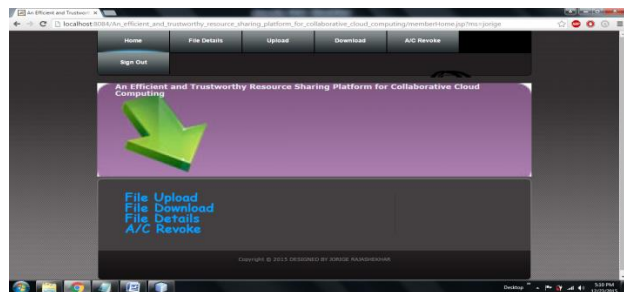 An Efficient and Trustwor
localhost:8084/An_efficient_and_trustworthy_resource_sharing_platform_for_collaborative_cloud_computing/memberHome.jsp?ms=jorige
Home File Details Upload Download A/C Revoke
Sign Out
An Efficient and Trustworthy Resource Sharing Platform for Collaborative Cloud
Computing
File Upload
File Download
File Details
A/C Revoke
Copyright @ 2015 DESIGNED BY JORIGE RAJASHEKHAR
Desktop
5:10 PM